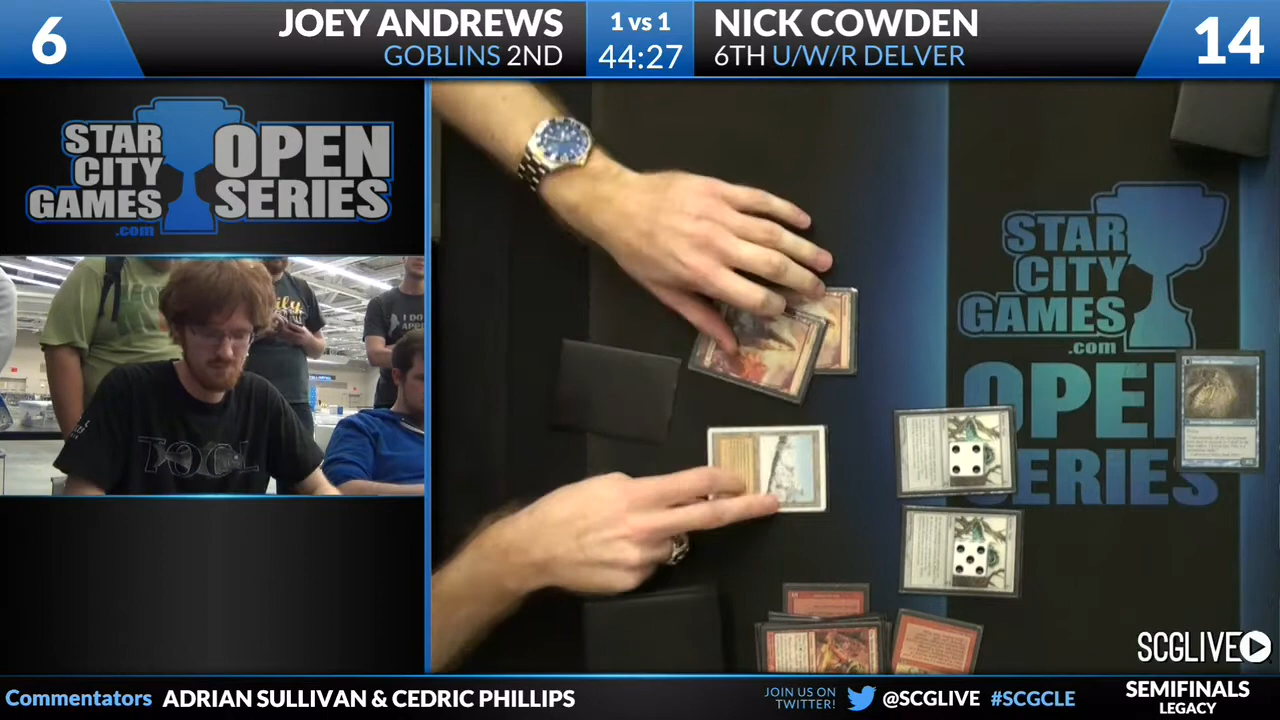 6
JOEY ANDREWS
GOBLINS 2ND
1 vs 1
44:27
NICK COWDEN
6TH U/W/R DELVER
14
STAR
CITY
GAMES
.com
OPEN
SERIES
TOOL
STAR
CITY
GAMES
.com
OPE
SERIES
SCGLIVE
Commentators ADRIAN SULLIVAN & CEDRIC PHILLIPS
JOIN US ON
TWITTER!
@SCGLIVE #SCGCLE
SEMIFINALS
LEGACY